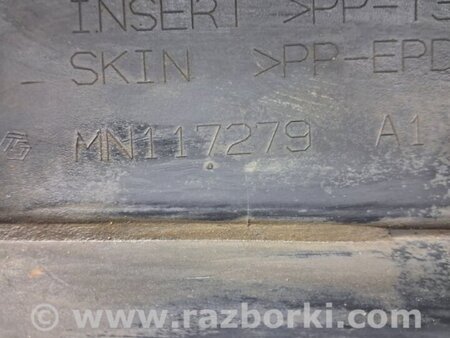 INSERT >PP-T
SKIN >PP-EPD
MN117279 A1
© www.razborki.com